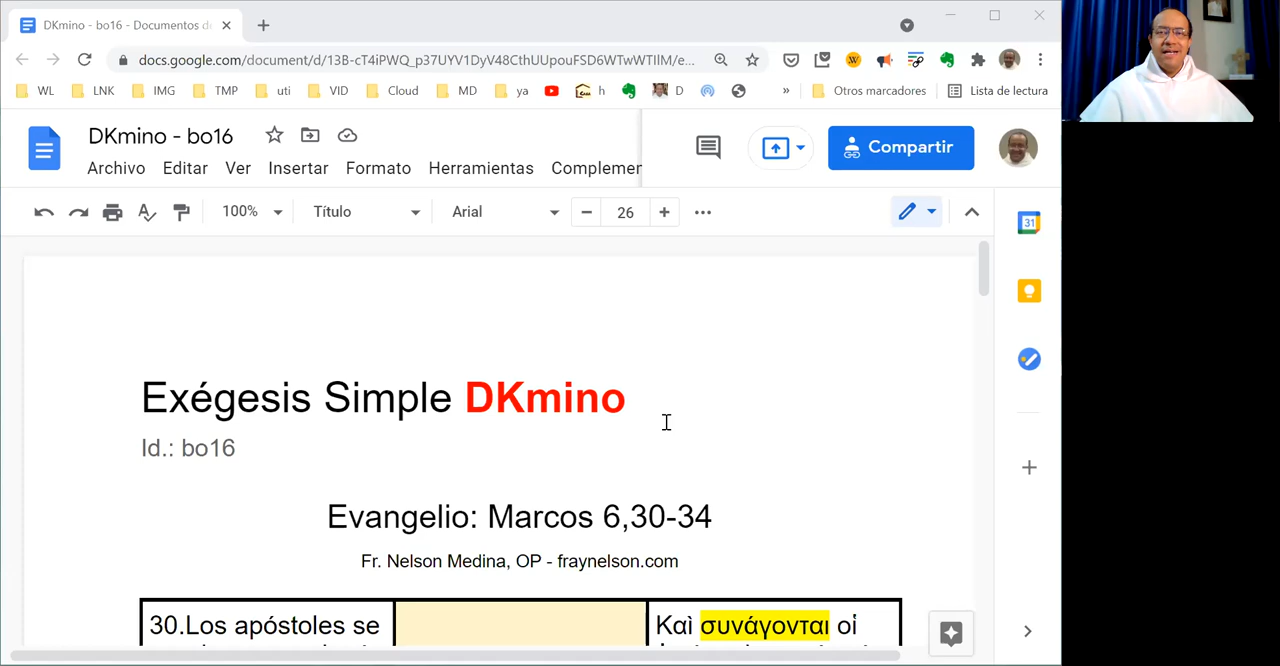 DKmino - bo16 - Documentos d
docs.google.com/document/d/13B-cT4iPWQ_p37UYV1DyV48CthUUpouFSD6WTwWTIlM/e...
WL LNK IMG TMP uti VID Cloud MD ya h D » Otros marcadores Lista de lectura
DKmino - bo16
Archivo Editar Ver Insertar Formato Herramientas Complemen
Compartir
100% Título Arial 26
31
Exégesis Simple DKmino
Id.: bo16
Evangelio: Marcos 6,30-34
Fr. Nelson Medina, OP - fraynelson.com
30.Los apóstoles se
Καὶ συνάγονται οἱ